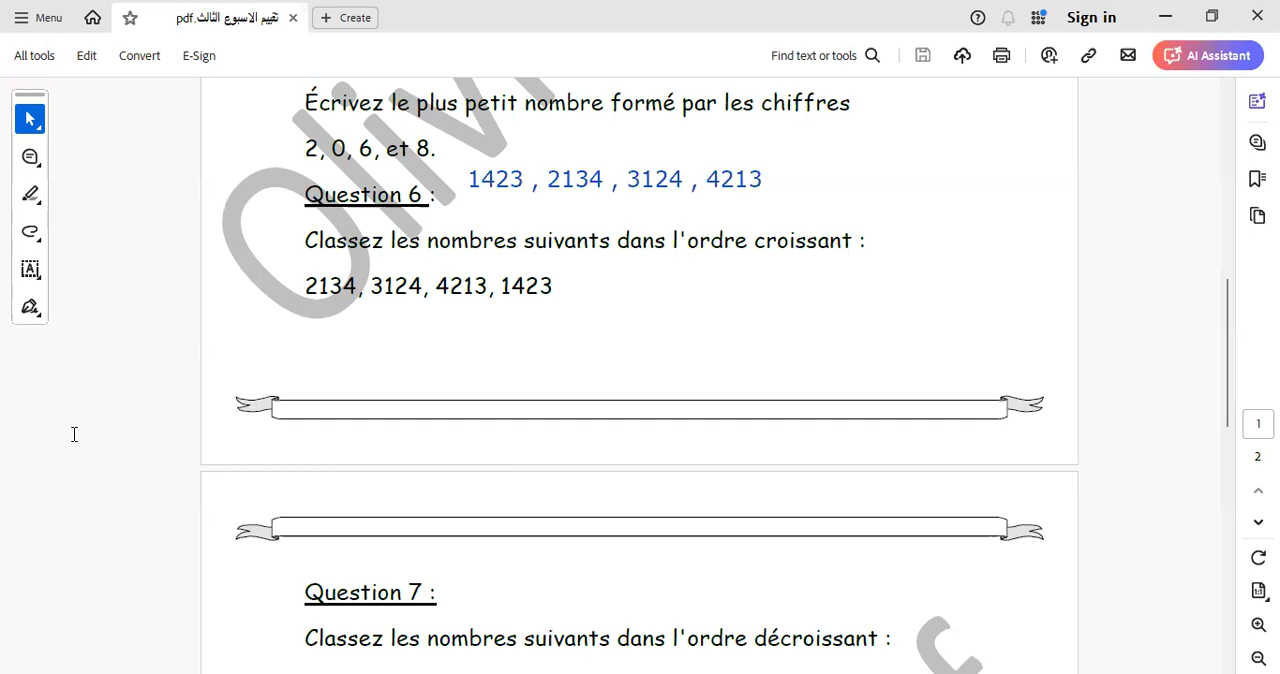 Menu
تقييم الاسبوع الثالث.pdf
Create
Sign in
All tools
Edit
Convert
E-Sign
Find text or tools
AI Assistant
Écrivez le plus petit nombre formé par les chiffres
2, 0, 6, et 8.
1423 , 2134 , 3124 , 4213
Question 6 :
Classez les nombres suivants dans l'ordre croissant :
2134, 3124, 4213, 1423
Question 7 :
Classez les nombres suivants dans l'ordre décroissant :
1
2